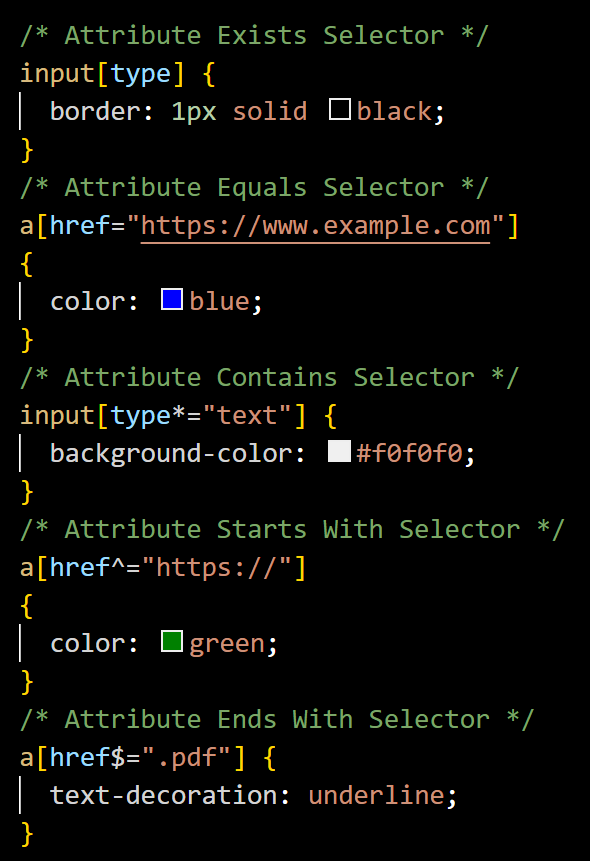 /* Attribute Exists Selector */
input[type] {
  border: 1px solid black;
}
/* Attribute Equals Selector */
a[href="https://www.example.com"]
{
  color: blue;
}
/* Attribute Contains Selector */
input[type*="text"] {
  background-color: #f0f0f0;
}
/* Attribute Starts With Selector */
a[href^="https://"]
{
  color: green;
}
/* Attribute Ends With Selector */
a[href$=".pdf"] {
  text-decoration: underline;
}